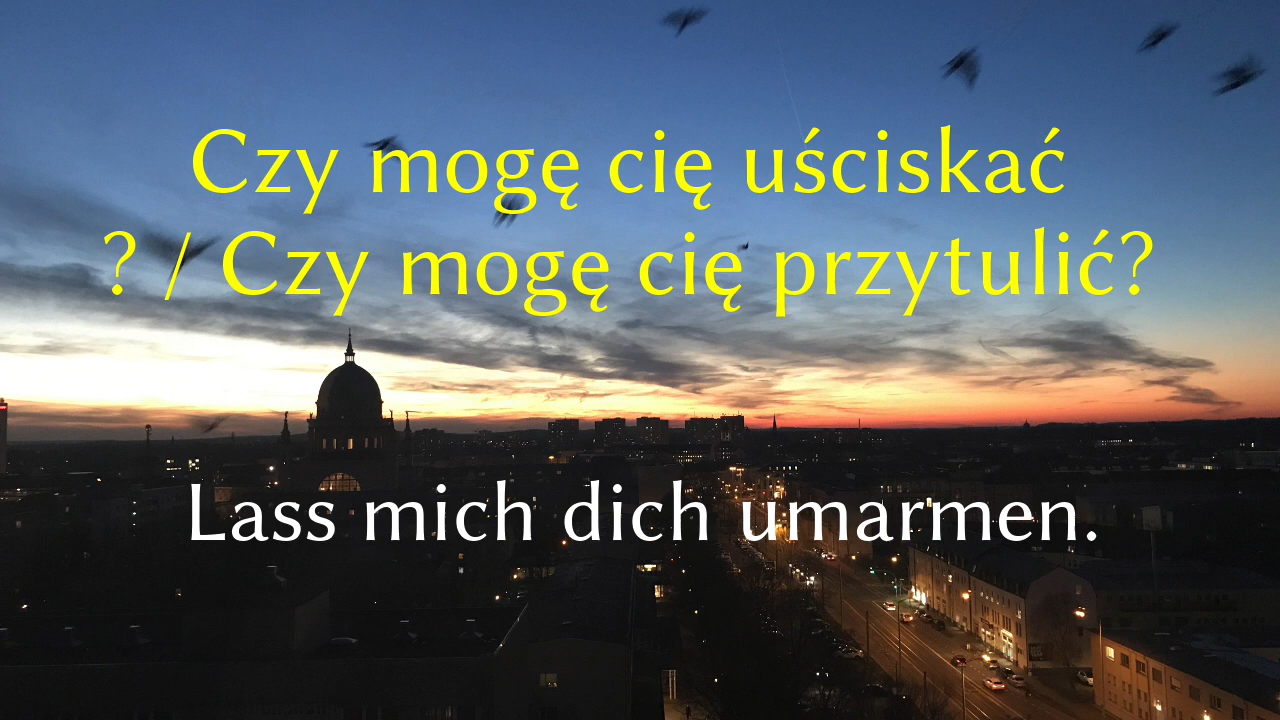 Czy mogę cię uściskać
? / Czy mogę cię przytulić?
Lass mich dich umarmen.